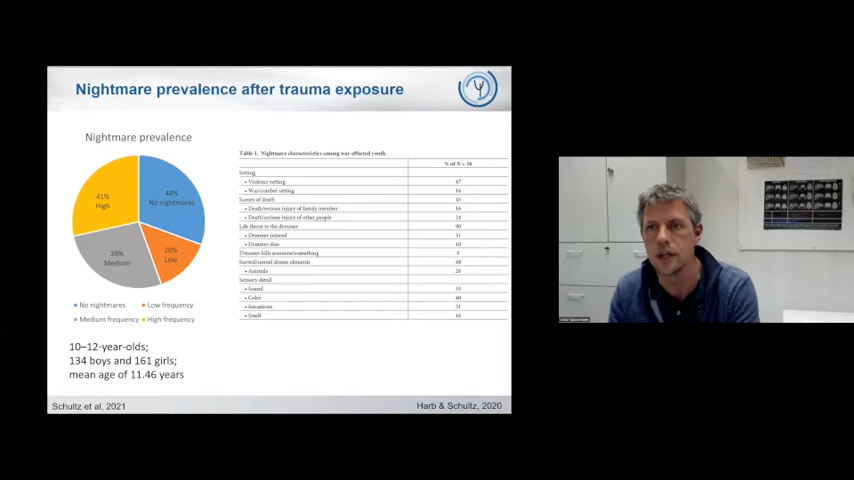 Nightmare prevalence after trauma exposure
Nightmare prevalence
44%
No nightmares
41%
High
39%
Medium
20%
Low
No nightmares
Low frequency
Medium frequency
High frequency
10–12-year-olds;
134 boys and 161 girls;
mean age of 11.46 years
Table 1. Nightmare characteristics among war-affected youth.
% of N = 58
Setting
• Violence setting 47
• War/combat setting 16
Scenes of death 45
• Death/serious injury of family member 16
• Death/serious injury of other people 24
Life threat to the dreamer 90
• Dreamer injured 31
• Dreamer dies 10
Dreamer kills someone/something 5
Surreal/unreal dream elements 48
• Animals 26
Sensory detail
• Sound 55
• Color 40
• Sensations 31
• Smell 16
Schultz et al, 2021
Harb & Schultz, 2020